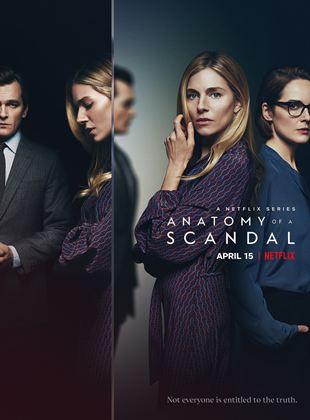 A NETFLIX SERIES
ANATOMY OF A
SCANDAL
APRIL 15 | NETFLIX
Not everyone is entitled to the truth.